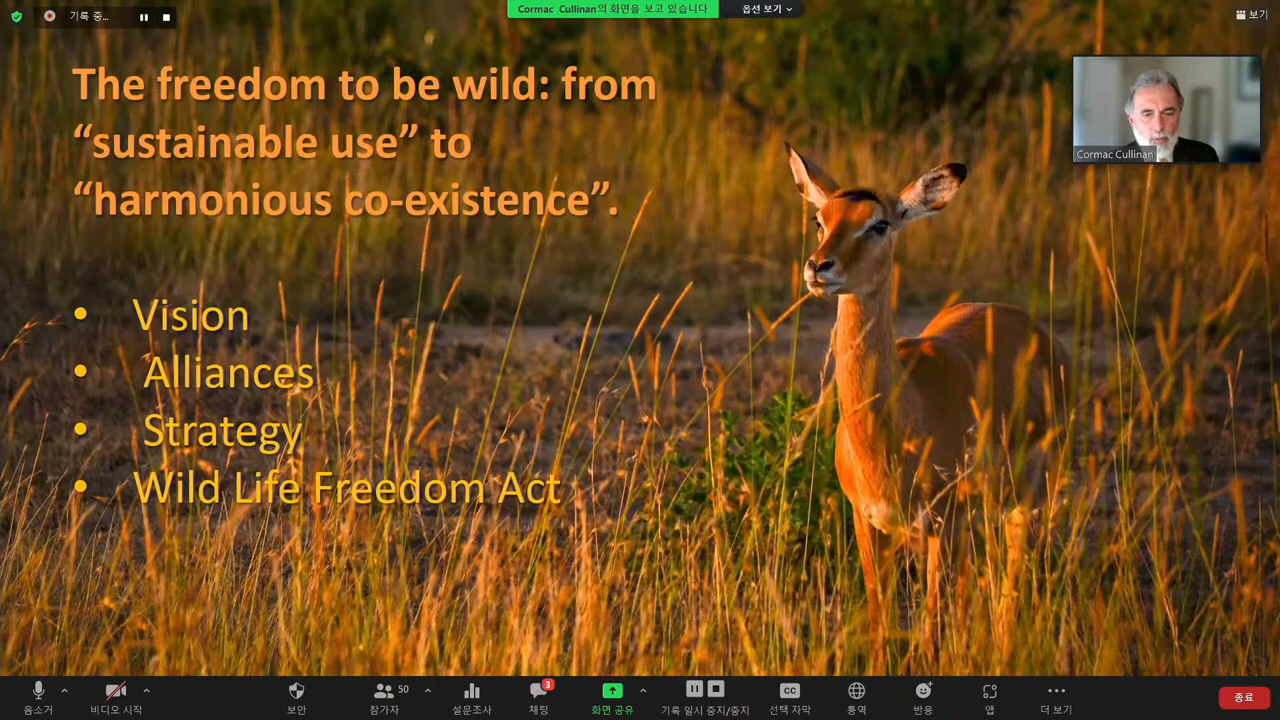 기록 중...
Cormac Cullinan의 화면을 보고 있습니다
옵션 보기
보기
The freedom to be wild: from
“sustainable use” to
“harmonious co-existence”.
Cormac Cullinan
• Vision
• Alliances
• Strategy
• Wild Life Freedom Act
음소거
비디오 시작
보안
50
참가자
설문조사
3
채팅
화면 공유
기록 일시 중지/중지
CC
선택 자막
통역
반응
앱
더 보기
종료